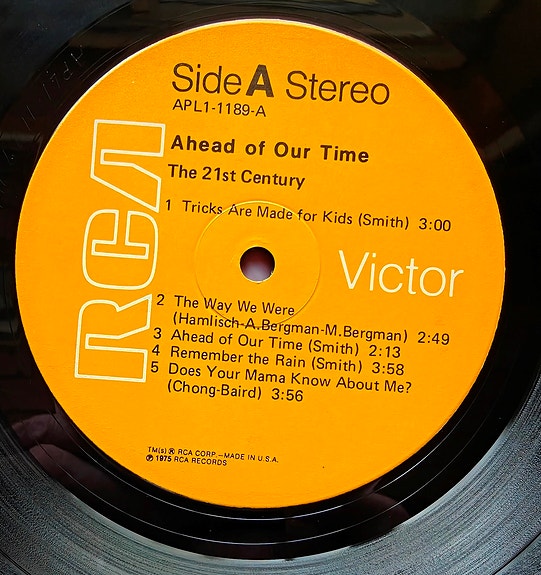 Side A Stereo
APL1-1189-A
Ahead of Our Time
The 21st Century
1 Tricks Are Made for Kids (Smith) 3:00
RCA
Victor
2 The Way We Were
(Hamlisch-A.Bergman-M.Bergman) 2:49
3 Ahead of Our Time (Smith) 2:13
4 Remember the Rain (Smith) 3:58
5 Does Your Mama Know About Me?
(Chong-Baird) 3:56
TM(s) ® RCA CORP.—MADE IN U.S.A.
℗ 1975 RCA RECORDS